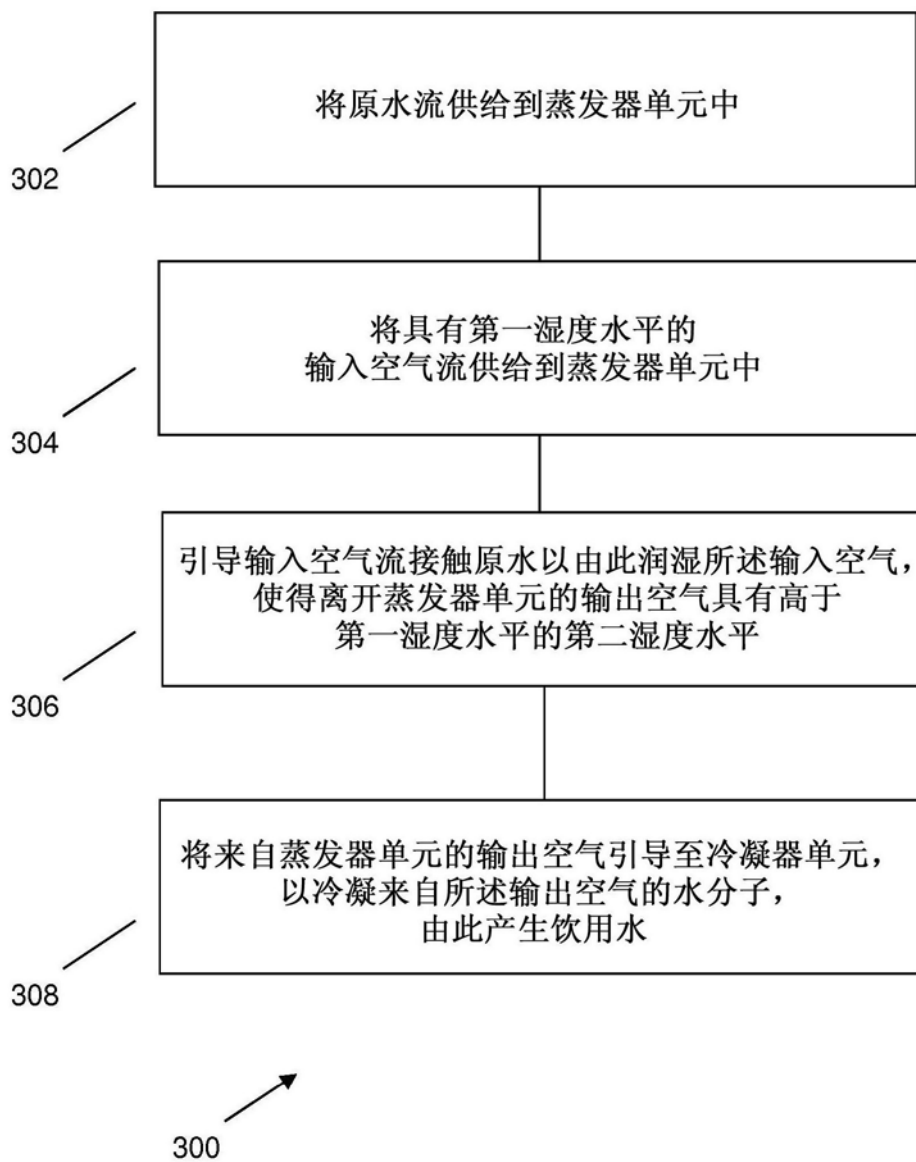 将原水流供给到蒸发器单元中
302
将具有第一湿度水平的
输入空气流供给到蒸发器单元中
304
引导输入空气流接触原水以由此润湿所述输入空气，
使得离开蒸发器单元的输出空气具有高于
第一湿度水平的第二湿度水平
306
将来自蒸发器单元的输出空气引导至冷凝器单元，
以冷凝来自所述输出空气的水分子，
由此产生饮用水
308
300